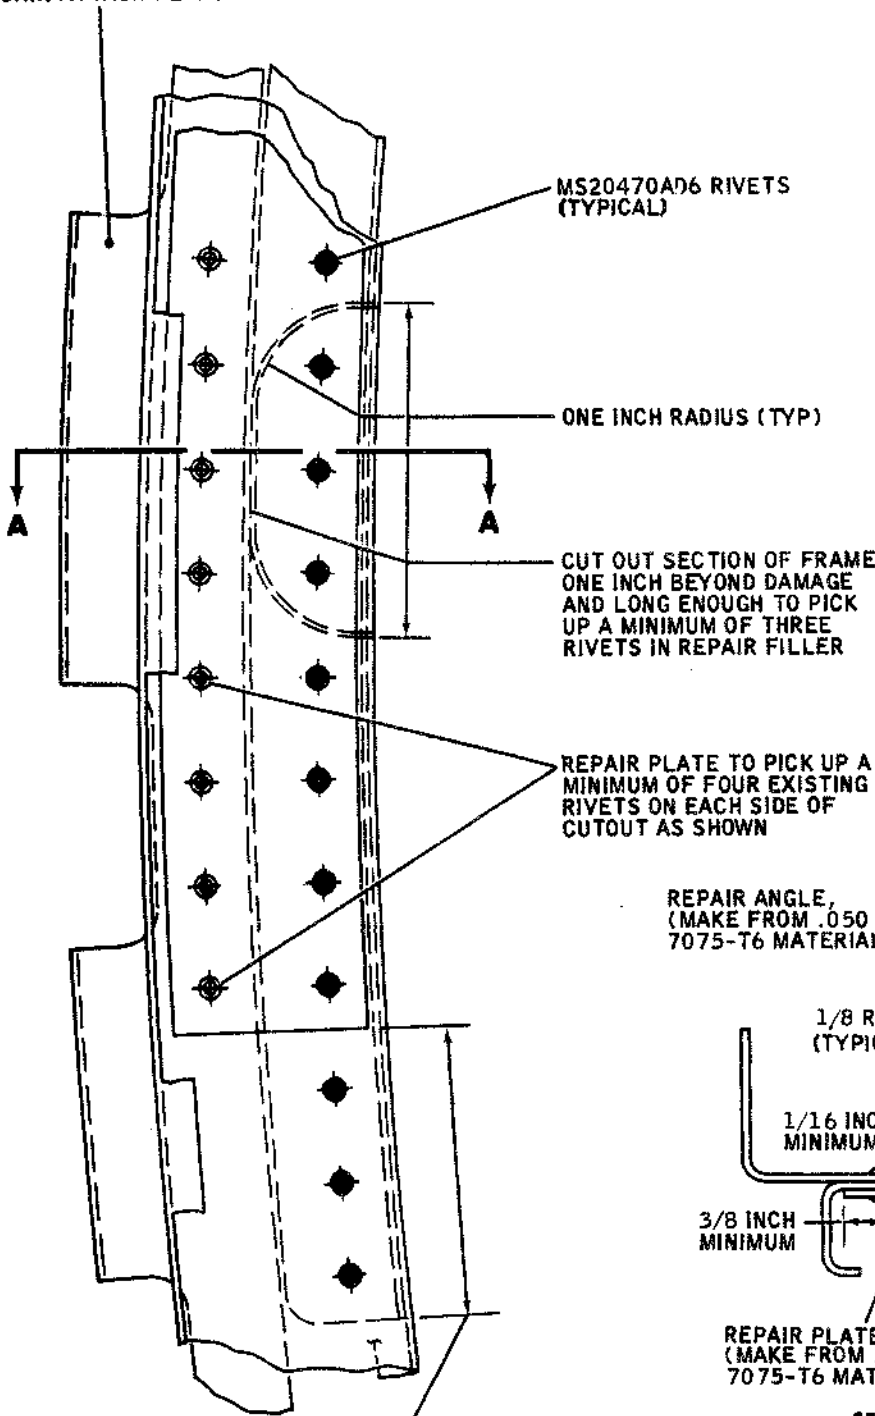 MS20470AD6 RIVETS
(TYPICAL)
ONE INCH RADIUS (TYP)
A
A
CUT OUT SECTION OF FRAME
ONE INCH BEYOND DAMAGE
AND LONG ENOUGH TO PICK
UP A MINIMUM OF THREE
RIVETS IN REPAIR FILLER
REPAIR PLATE TO PICK UP A
MINIMUM OF FOUR EXISTING
RIVETS ON EACH SIDE OF
CUTOUT AS SHOWN
REPAIR ANGLE,
(MAKE FROM .050
7075-T6
1/8
1/16
MINIMUM
3/8 INCH
MINIMUM
REPAIR PLATE
(MAKE FROM
7075-T6